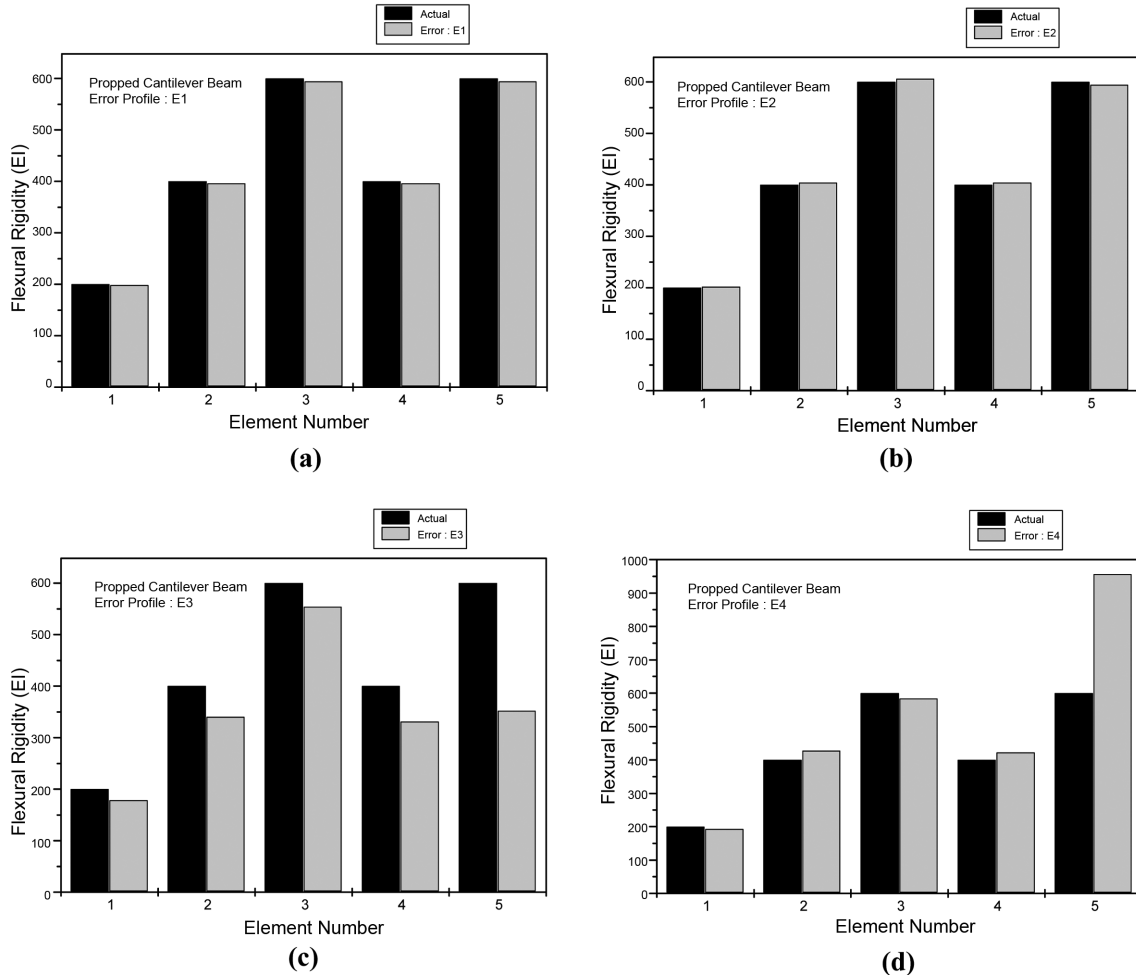 Actual
Error : E1
Propped Cantilever Beam
Error Profile : E1
Flexural Rigidity (EI)
600
500
400
300
200
100
0
1 2 3 4 5
Element Number
(a)
Actual
Error : E2
Propped Cantilever Beam
Error Profile : E2
Flexural Rigidity (EI)
600
500
400
300
200
100
0
1 2 3 4 5
Element Number
(b)
Actual
Error : E3
Propped Cantilever Beam
Error Profile : E3
Flexural Rigidity (EI)
600
500
400
300
200
100
0
1 2 3 4 5
Element Number
(c)
Actual
Error : E4
Propped Cantilever Beam
Error Profile : E4
Flexural Rigidity (EI)
1000
900
800
700
600
500
400
300
200
100
0
1 2 3 4 5
Element Number
(d)